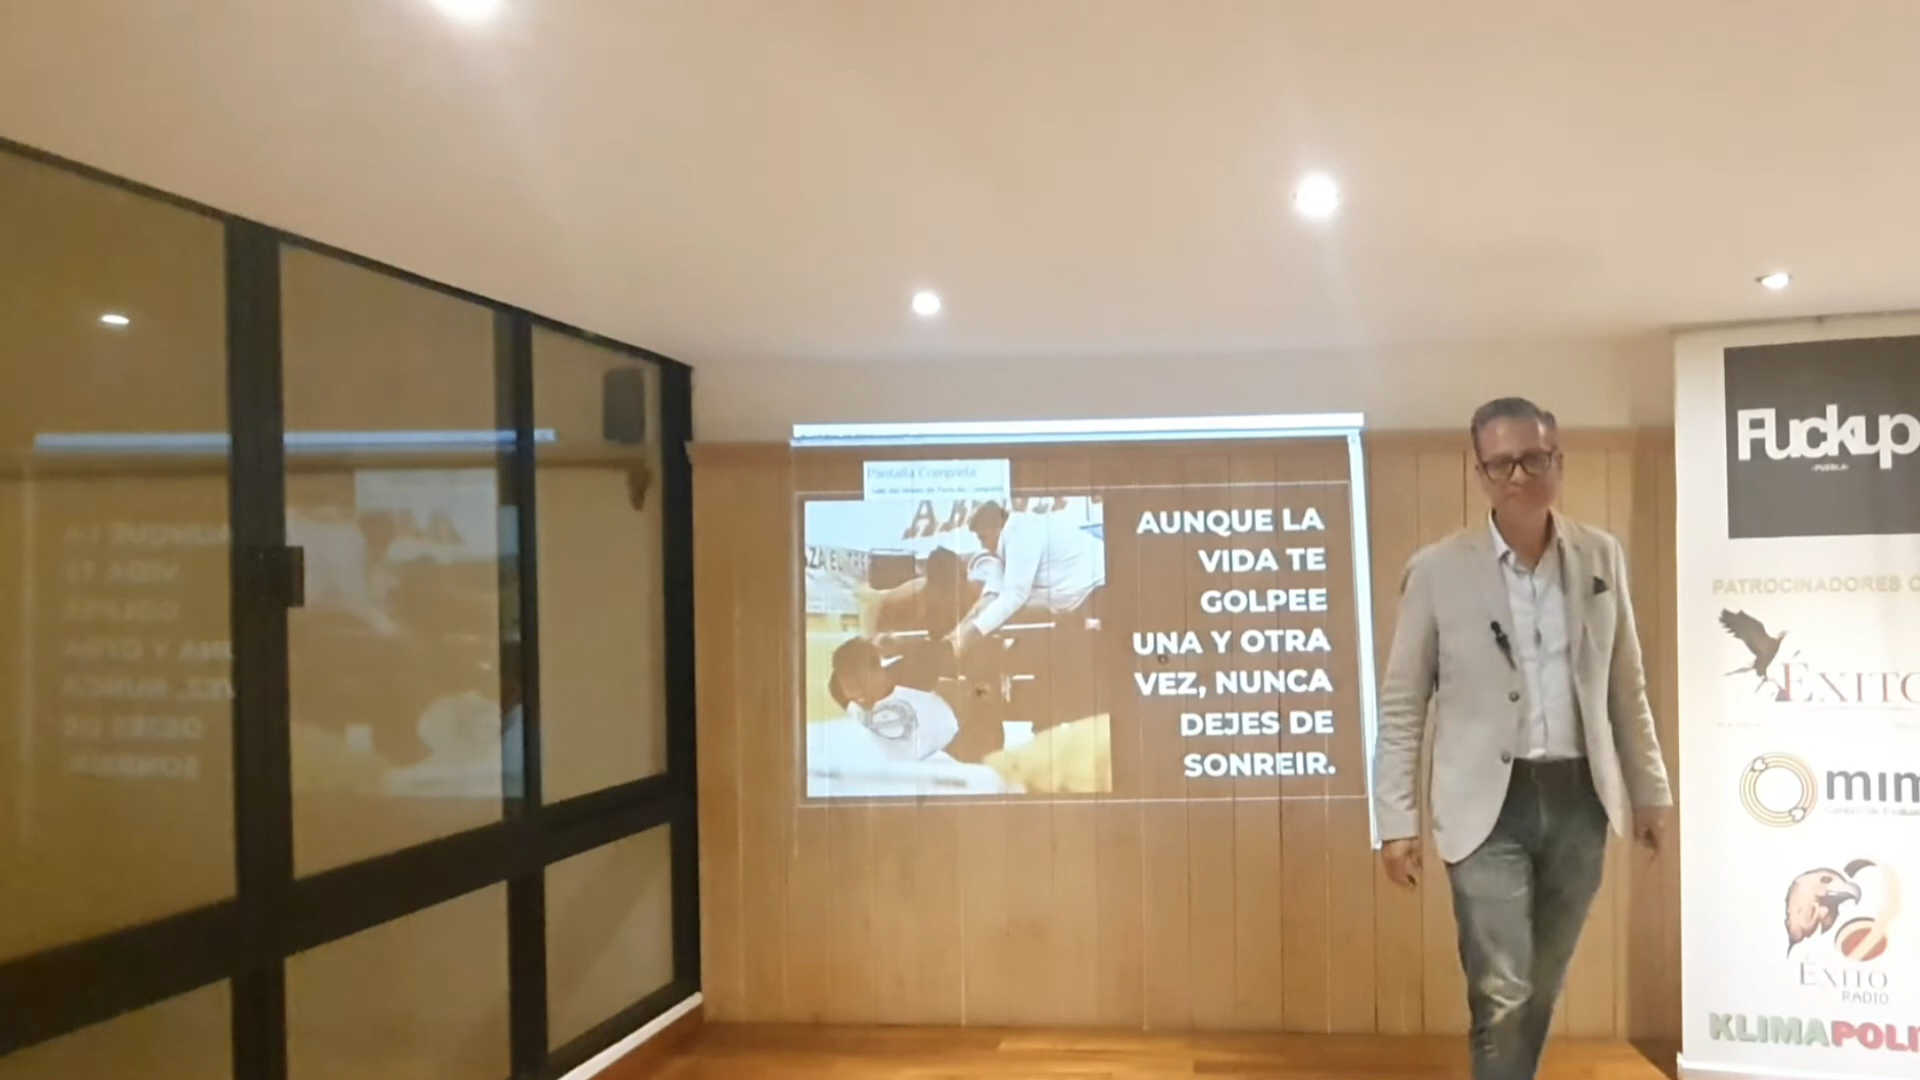 Pantalla Completa
AUNQUE LA
VIDA TE
GOLPEE
UNA Y OTRA
VEZ, NUNCA
DEJES DE
SONREIR.
Fuckup
PUEBLA
PATROCINADORES
ÉXITO
ÉXITO
RADIO
KLIMAPOLI